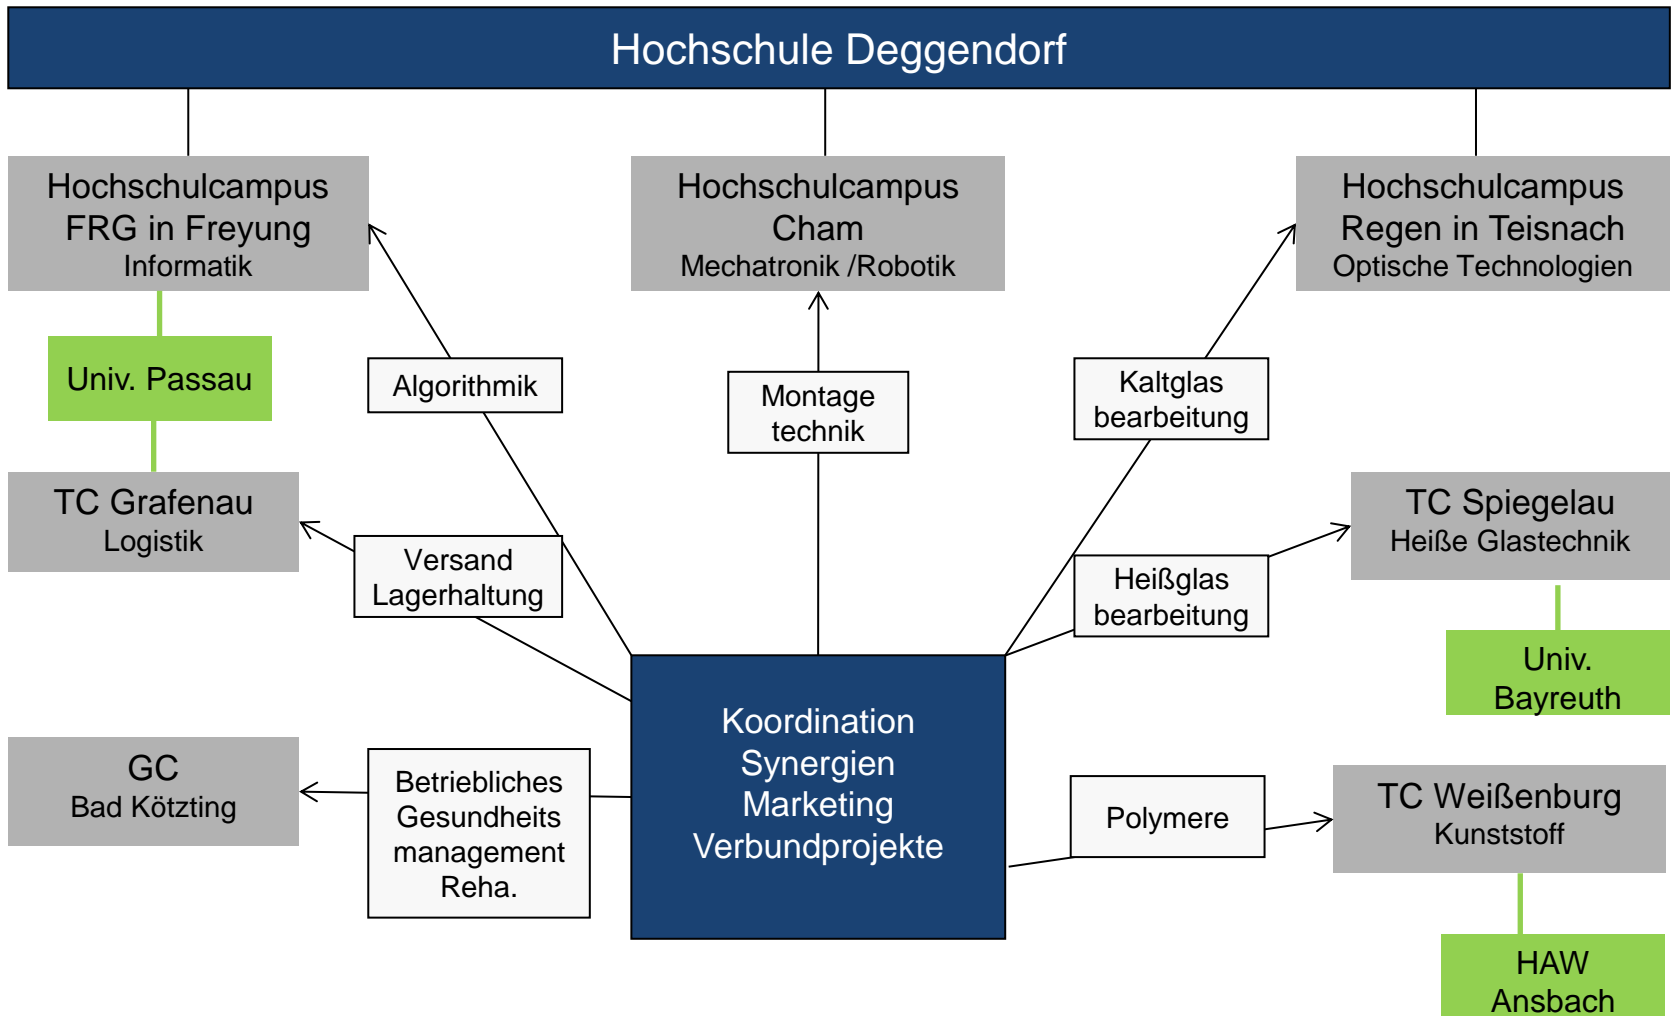 Hochschule Deggendorf
Hochschulcampus
FRG in Freyung
Informatik
Hochschulcampus
Cham
Mechatronik /Robotik
Hochschulcampus
Regen in Teisnach
Optische Technologien
Univ. Passau
Algorithmik
Montage
technik
Kaltglas
bearbeitung
TC Grafenau
Logistik
Versand
Lagerhaltung
Heißglas
bearbeitung
TC Spiegelau
Heiße Glastechnik
Univ.
Bayreuth
GC
Bad Kötzting
Betriebliches
Gesundheits
management
Reha.
Koordination
Synergien
Marketing
Verbundprojekte
Polymere
TC Weißenburg
Kunststoff
HAW
Ansbach